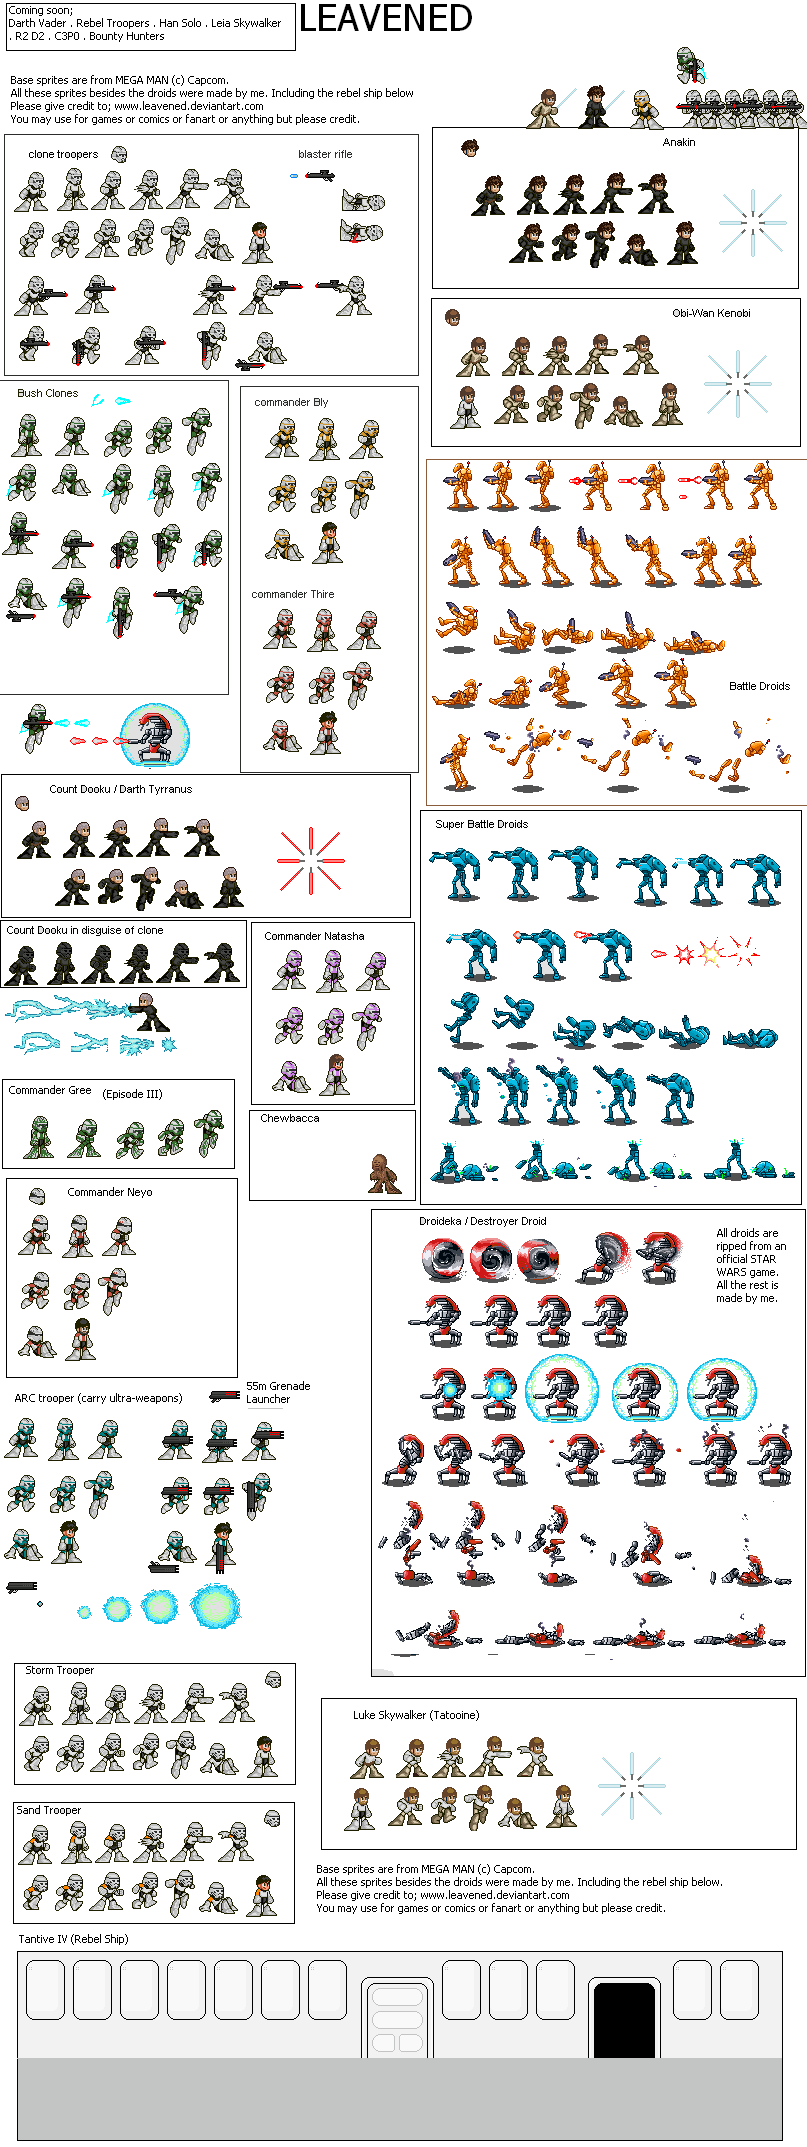 Coming soon;
Darth Vader . Rebel Troopers . Han Solo . Leia Skywalker
. R2 D2 . C3P0 . Bounty Hunters
LEAVENED
Base sprites are from MEGA MAN (c) Capcom.
All these sprites besides the droids were made by me. Including the rebel ship below
Please give credit to; www.leavened.deviantart.com
You may use for games or comics or fanart or anything but please credit.
clone troopers
blaster rifle
Anakin
Obi-Wan Kenobi
Bush Clones
commander Bly
commander Thire
Battle Droids
Count Dooku / Darth Tyrranus
Super Battle Droids
Count Dooku in disguise of clone
Commander Natasha
Commander Gree
(Episode III)
Chewbacca
Commander Neyo
Droideka / Destroyer Droid
All droids are
ripped from an
official STAR
WARS game.
All the rest is
made by me.
ARC trooper (carry ultra-weapons)
55m Grenade
Launcher
Storm Trooper
Luke Skywalker (Tatooine)
Sand Trooper
Base sprites are from MEGA MAN (c) Capcom.
All these sprites besides the droids were made by me. Including the rebel ship below.
Please give credit to; www.leavened.deviantart.com
You may use for games or comics or fanart or anything but please credit.
Tantive IV (Rebel Ship)